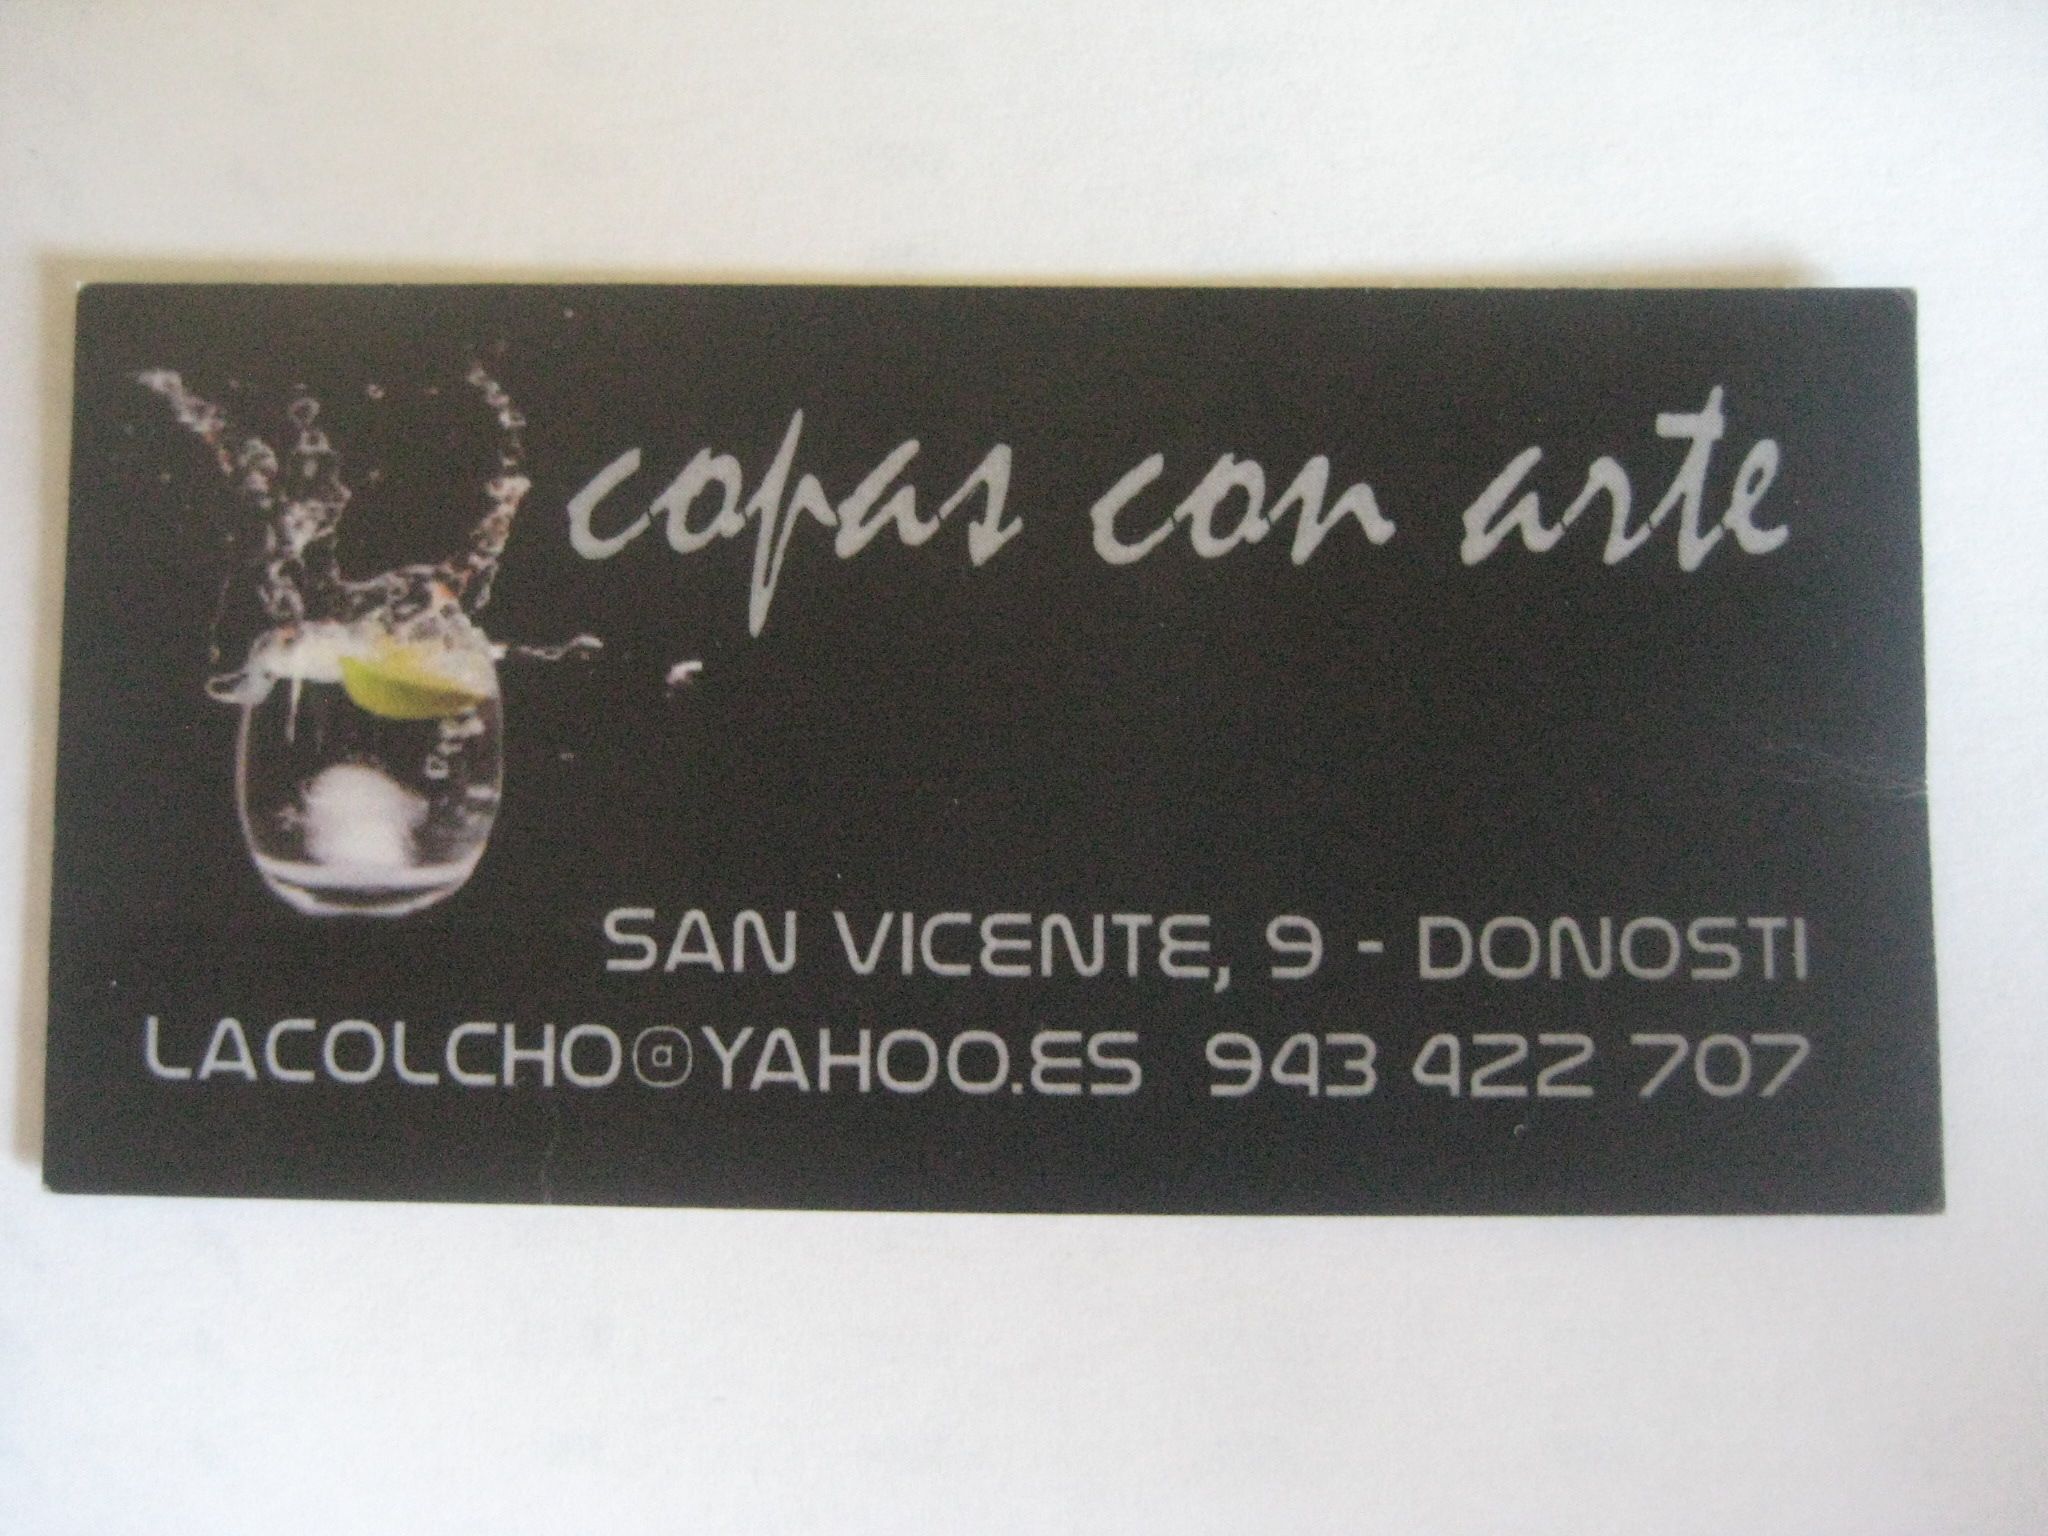 copas con arte
SAN VICENTE, 9 - DONOSTI
LACOLCHO@YAHOO.ES 943 422 707